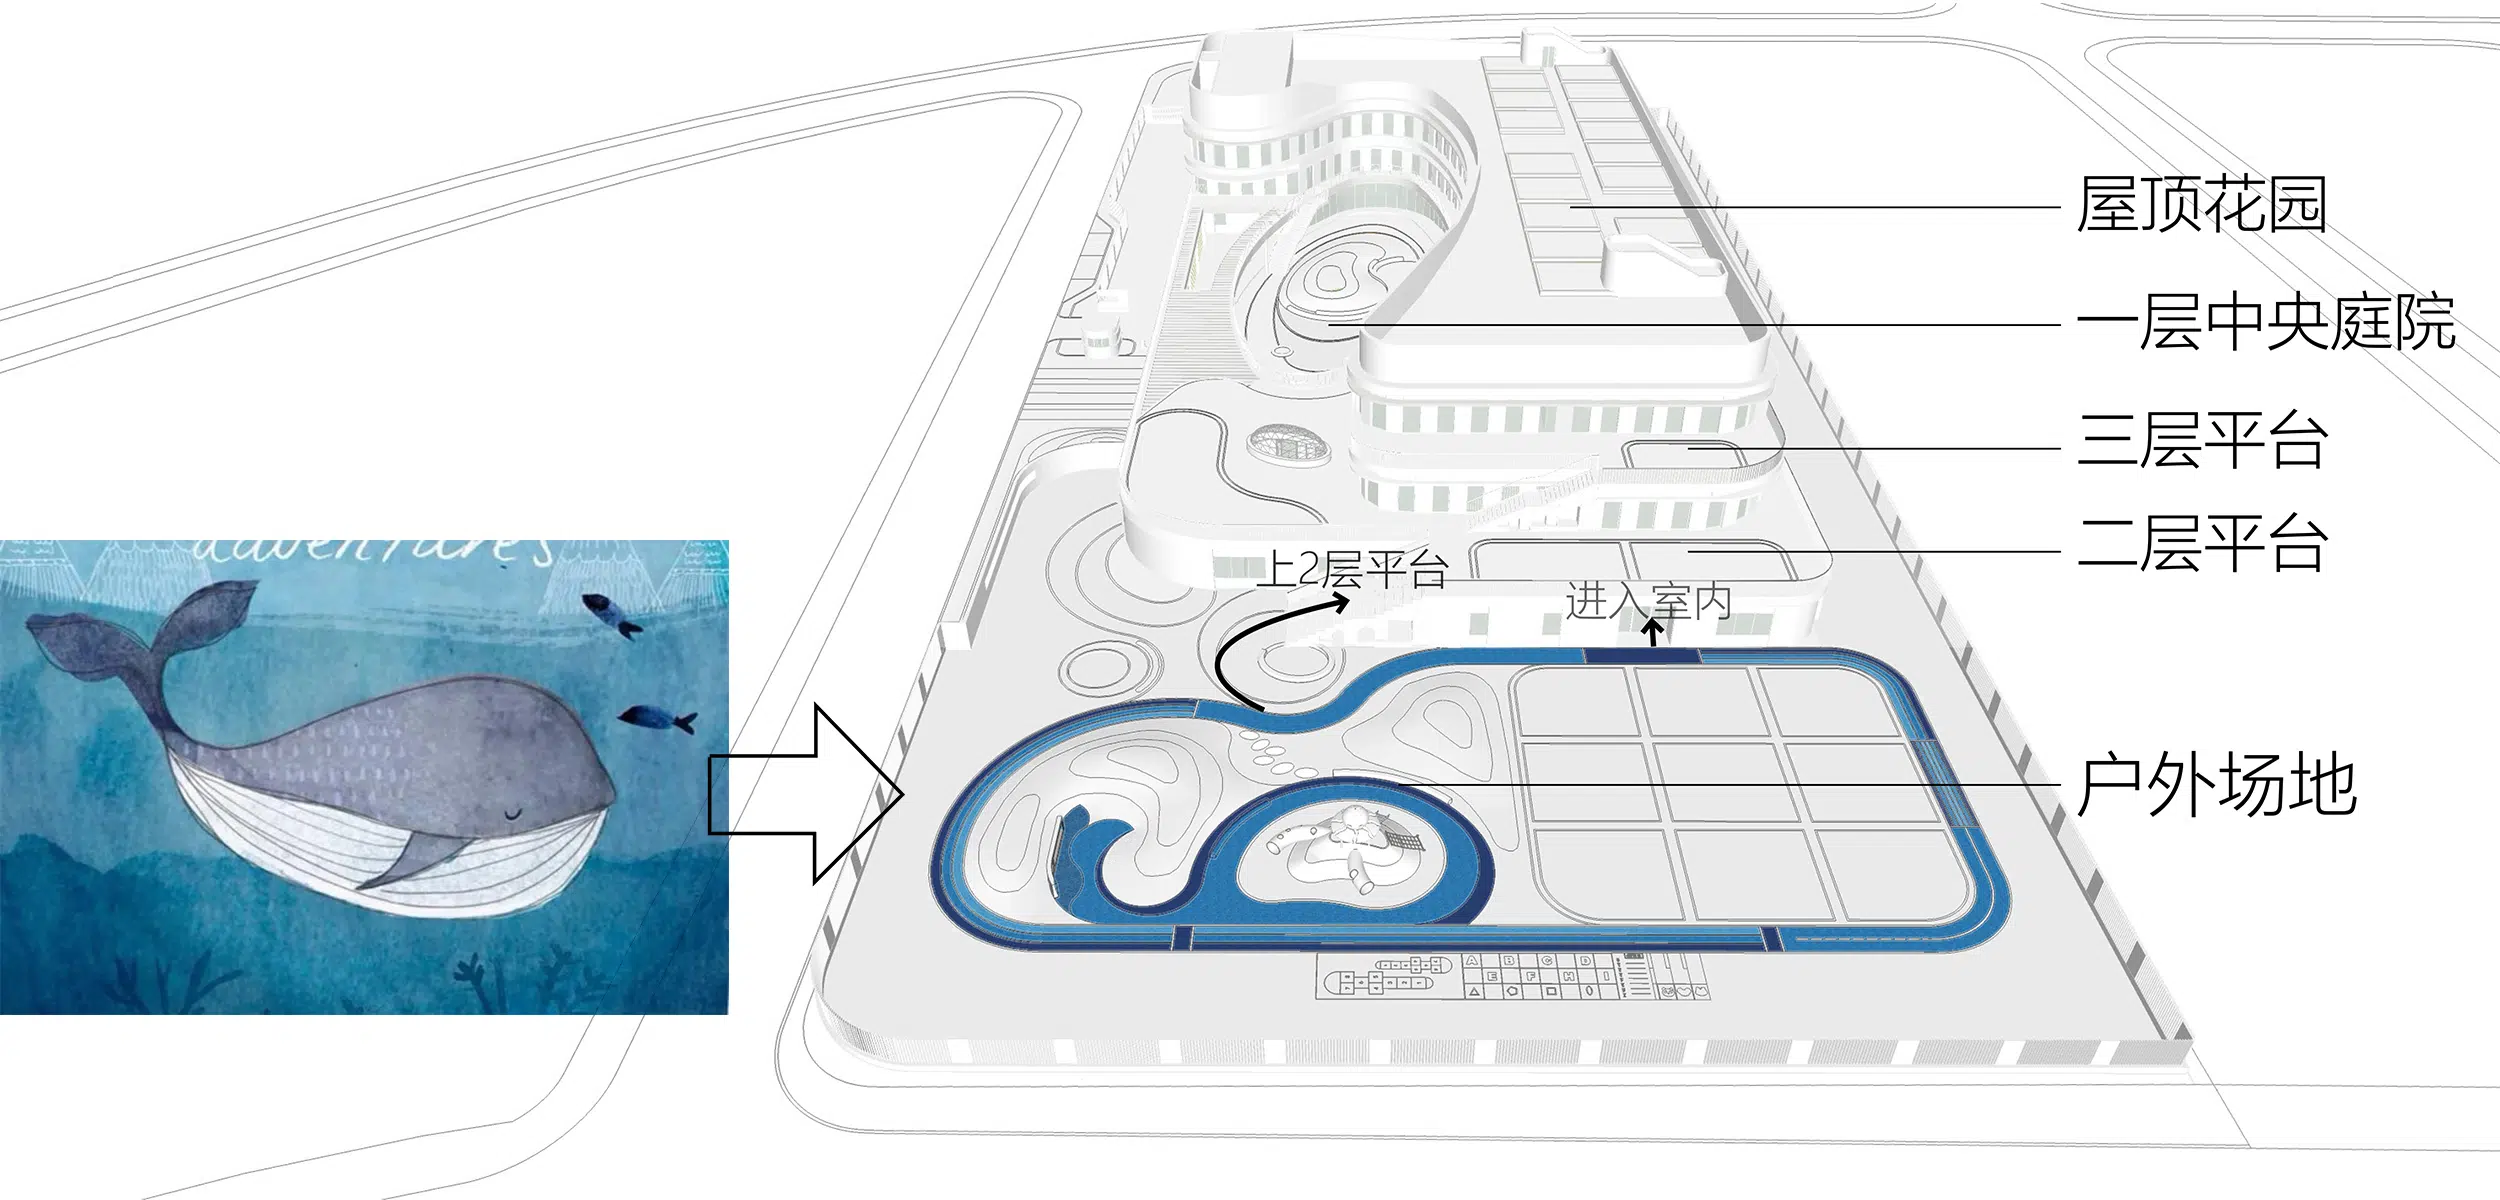 屋顶花园
一层中央庭院
三层平台
二层平台
上2层平台
进入室内
户外场地
adventures
A B C D
E F H I